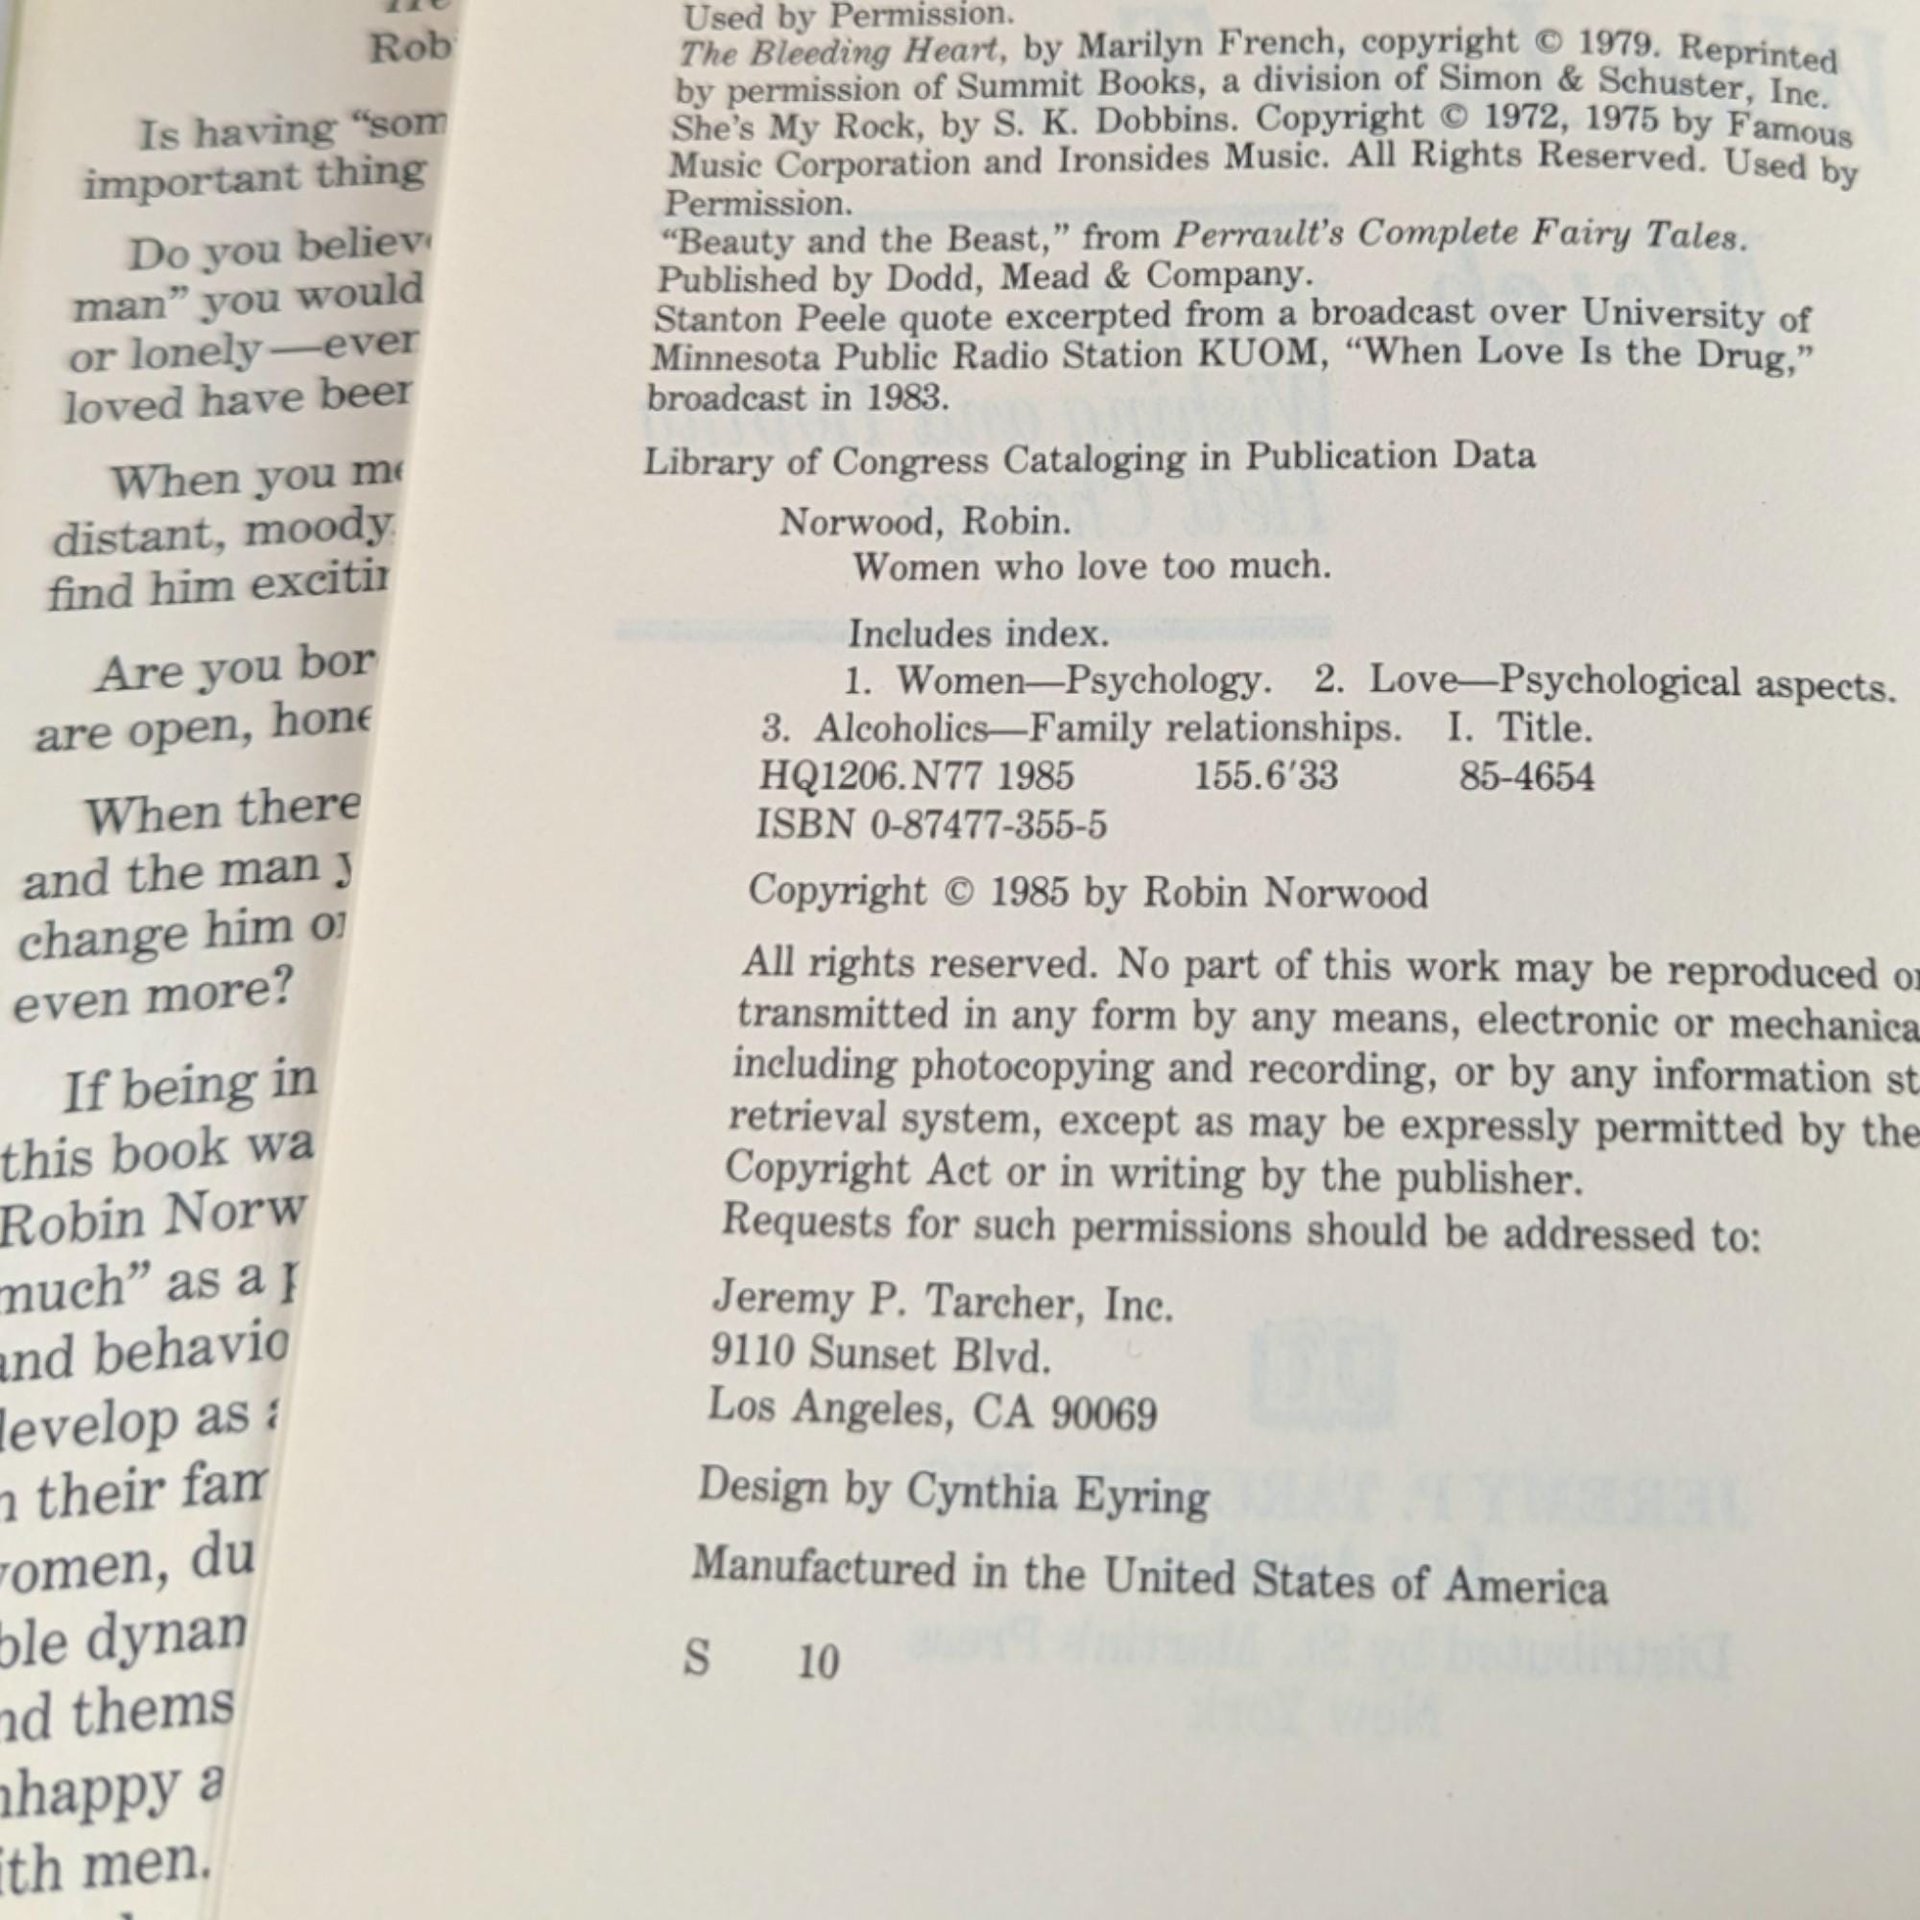 Rob
Is having “som
important thing
Do you believ
man” you would
or lonely—ever
loved have beer
When you me
distant, moody,
find him excitin
Are you bor
are open, hone
When there
and the man y
change him or
even more?
If being in
this book wa
Robin Norw
much” as a p
and behavio
develop as a
n their fam
women, du
ble dynan
nd thems
nhappy a
ith men.
Used by Permission.
The Bleeding Heart, by Marilyn French, copyright © 1979. Reprinted
by permission of Summit Books, a division of Simon & Schuster, Inc.
She’s My Rock, by S. K. Dobbins. Copyright © 1972, 1975 by Famous
Music Corporation and Ironsides Music. All Rights Reserved. Used by
Permission.
“Beauty and the Beast,” from Perrault’s Complete Fairy Tales.
Published by Dodd, Mead & Company.
Stanton Peele quote excerpted from a broadcast over University of
Minnesota Public Radio Station KUOM, “When Love Is the Drug,”
broadcast in 1983.
Library of Congress Cataloging in Publication Data
Norwood, Robin.
Women who love too much.
Includes index.
1. Women—Psychology. 2. Love—Psychological aspects.
3. Alcoholics—Family relationships. I. Title.
HQ1206.N77 1985 155.6′33 85-4654
ISBN 0-87477-355-5
Copyright © 1985 by Robin Norwood
All rights reserved. No part of this work may be reproduced or
transmitted in any form by any means, electronic or mechanica
including photocopying and recording, or by any information st
retrieval system, except as may be expressly permitted by the
Copyright Act or in writing by the publisher.
Requests for such permissions should be addressed to:
Jeremy P. Tarcher, Inc.
9110 Sunset Blvd.
Los Angeles, CA 90069
Design by Cynthia Eyring
Manufactured in the United States of America
S 10